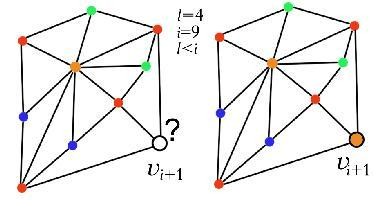 l=4
i=9
l<i
?
v_{i+1}
v_{i+1}